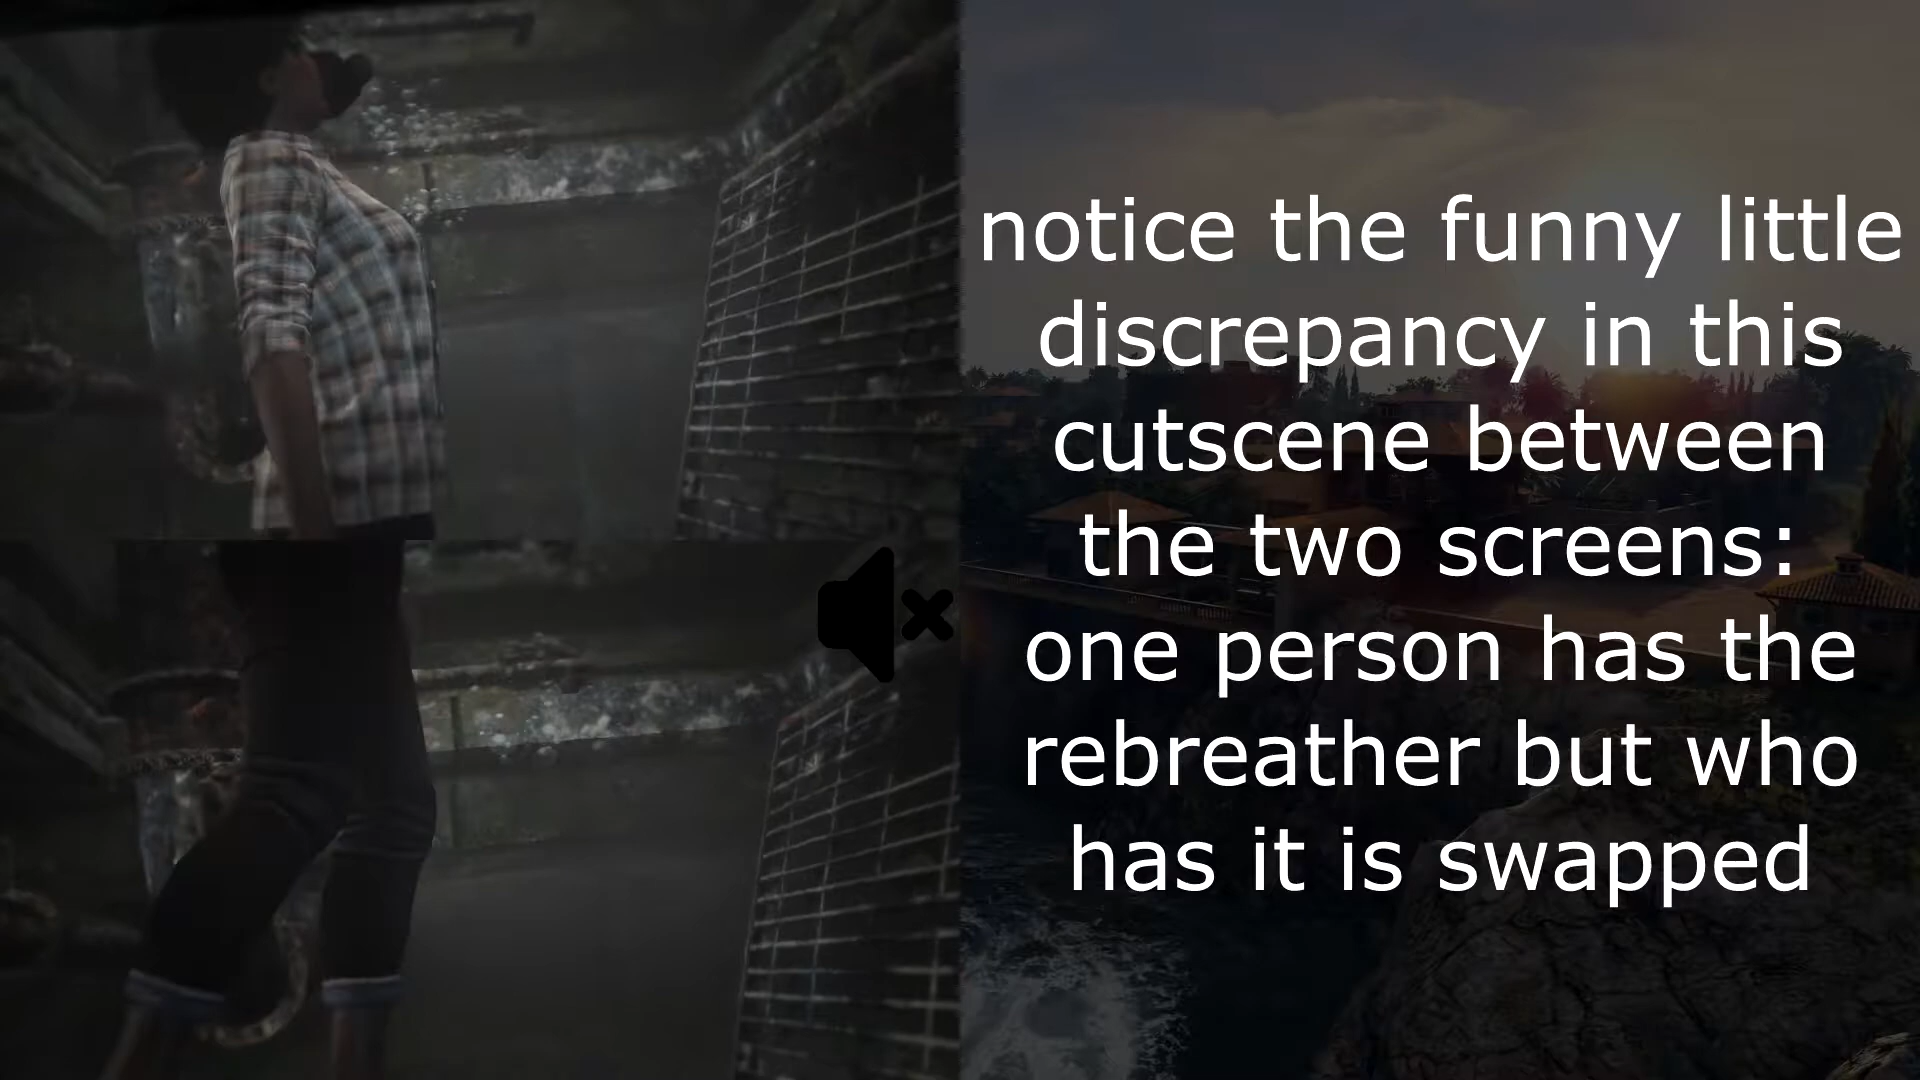 notice the funny little
discrepancy in this
cutscene between
the two screens:
one person has the
rebreather but who
has it is swapped